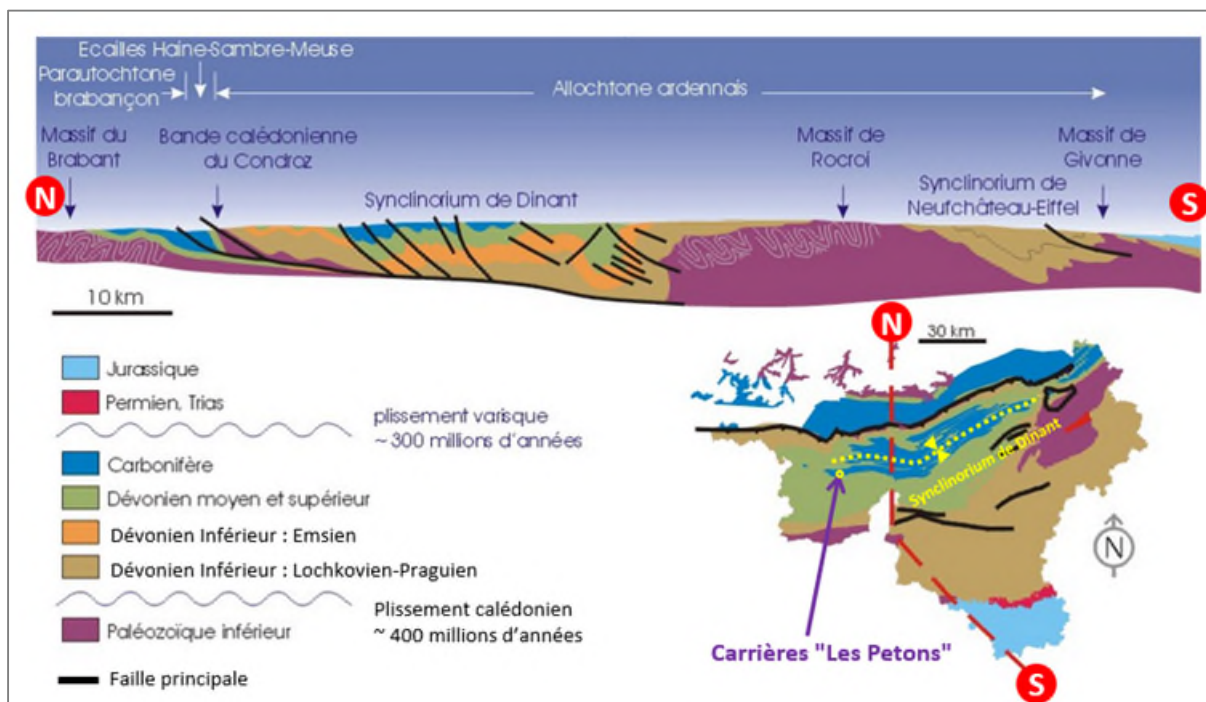 Ecailles Haine-Sambre-Meuse
Parautochtone
brabançon
Allochtone ardennais
Massif du
Brabant
Bande calédonienne
du Condroz
Massif de
Rocroi
Massif de
Givonne
N
Synclinorium de Dinant
Synclinorium de
Neufchâteau-Eiffel
S
10 km
N
30 km
Jurassique
Permien, Trias
plissement varisque
~ 300 millions d'années
Carbonifère
Dévonien moyen et supérieur
Dévonien Inférieur : Emsien
Dévonien Inférieur : Lochkovien-Praguien
Plissement calédonien
~ 400 millions d'années
Paléozoïque inférieur
Faille principale
Synclinorium de Dinant
N
Carrières "Les Petons"
S